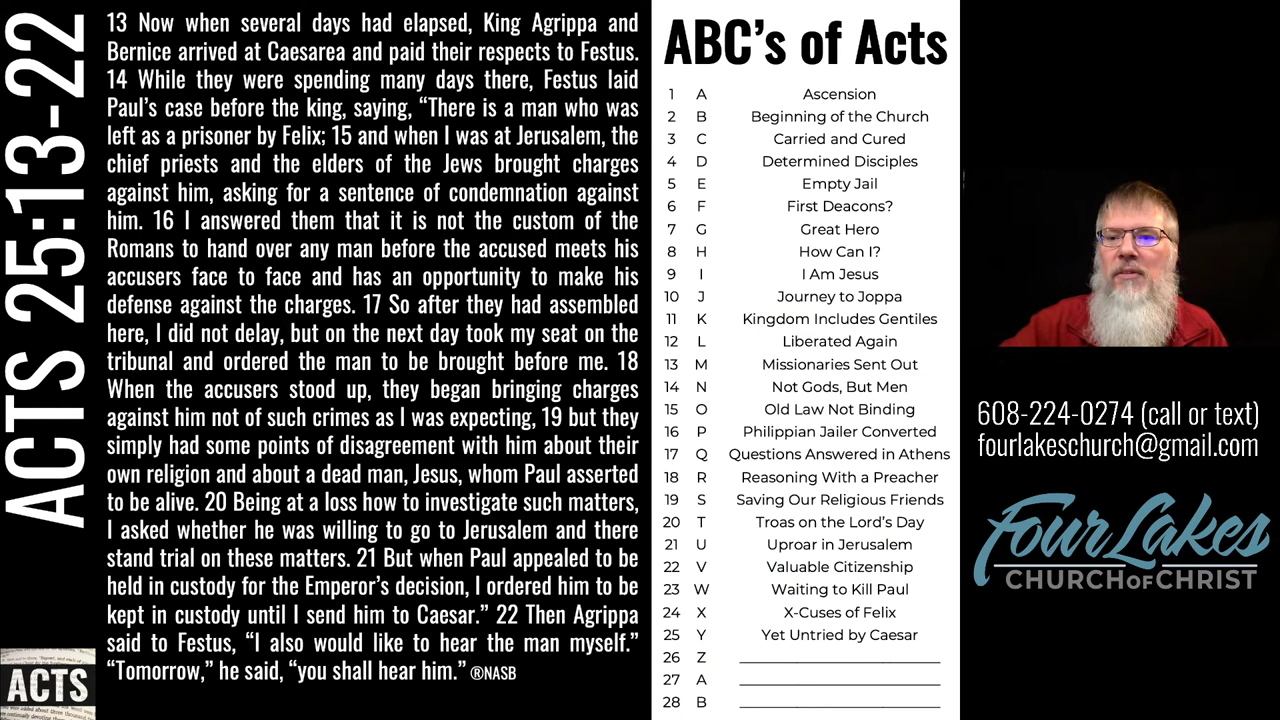 ACTS 25:13-22
13 Now when several days had elapsed, King Agrippa and
Bernice arrived at Caesarea and paid their respects to Festus.
14 While they were spending many days there, Festus laid
Paul's case before the king, saying, “There is a man who was
left as a prisoner by Felix; 15 and when I was at Jerusalem, the
chief priests and the elders of the Jews brought charges
against him, asking for a sentence of condemnation against
him. 16 I answered them that it is not the custom of the
Romans to hand over any man before the accused meets his
accusers face to face and has an opportunity to make his
defense against the charges. 17 So after they had assembled
here, I did not delay, but on the next day took my seat on the
tribunal and ordered the man to be brought before me. 18
When the accusers stood up, they began bringing charges
against him not of such crimes as I was expecting, 19 but they
simply had some points of disagreement with him about their
own religion and about a dead man, Jesus, whom Paul asserted
to be alive. 20 Being at a loss how to investigate such matters,
I asked whether he was willing to go to Jerusalem and there
stand trial on these matters. 21 But when Paul appealed to be
held in custody for the Emperor's decision, I ordered him to be
kept in custody until I send him to Caesar.” 22 Then Agrippa
said to Festus, “I also would like to hear the man myself.”
“Tomorrow,” he said, “you shall hear him.” ®NASB
ACTS
ABC's of Acts
1 A Ascension
2 B Beginning of the Church
3 C Carried and Cured
4 D Determined Disciples
5 E Empty Jail
6 F First Deacons?
7 G Great Hero
8 H How Can I?
9 I I Am Jesus
10 J Journey to Joppa
11 K Kingdom Includes Gentiles
12 L Liberated Again
13 M Missionaries Sent Out
14 N Not Gods, But Men
15 O Old Law Not Binding
16 P Philippian Jailer Converted
17 Q Questions Answered in Athens
18 R Reasoning With a Preacher
19 S Saving Our Religious Friends
20 T Troas on the Lord's Day
21 U Uproar in Jerusalem
22 V Valuable Citizenship
23 W Waiting to Kill Paul
24 X X-Cuses of Felix
25 Y Yet Untried by Caesar
26 Z
27 A
28 B
608-224-0274 (call or text)
fourlakeschurch@gmail.com
Four Lakes
CHURCH OF CHRIST